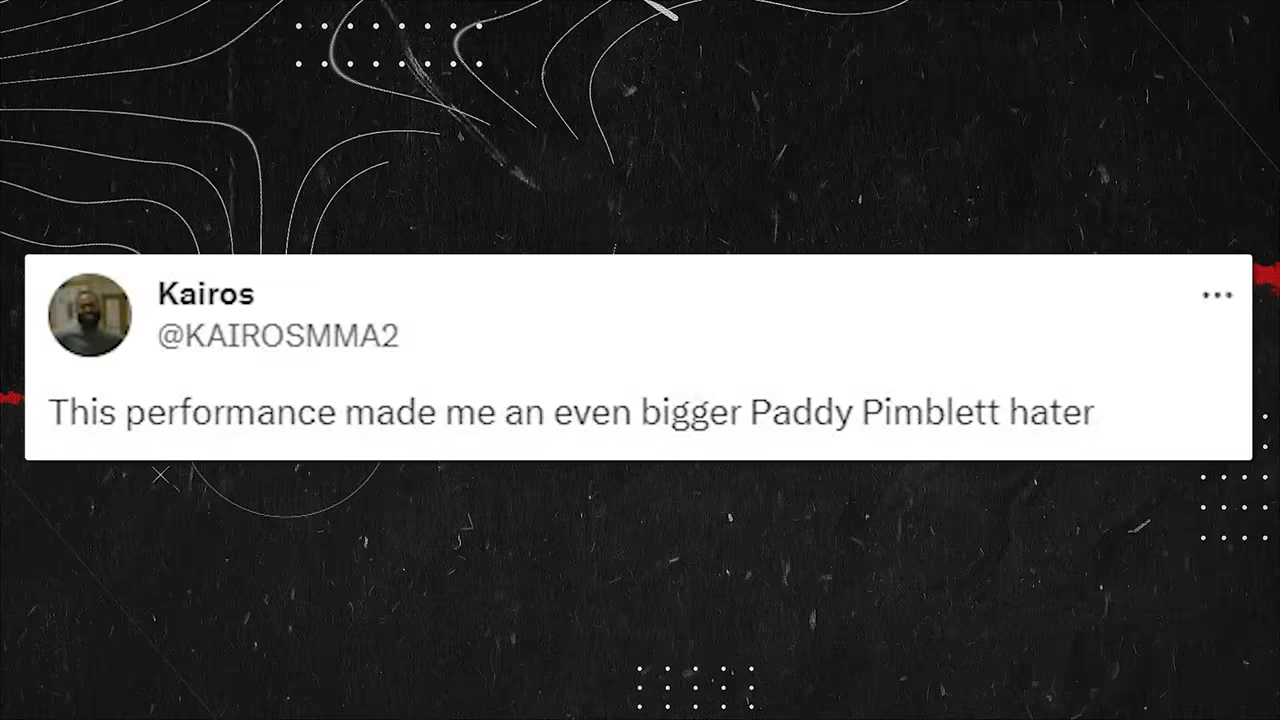 Kairos
@KAIROSMMA2
This performance made me an even bigger Paddy Pimblett hater